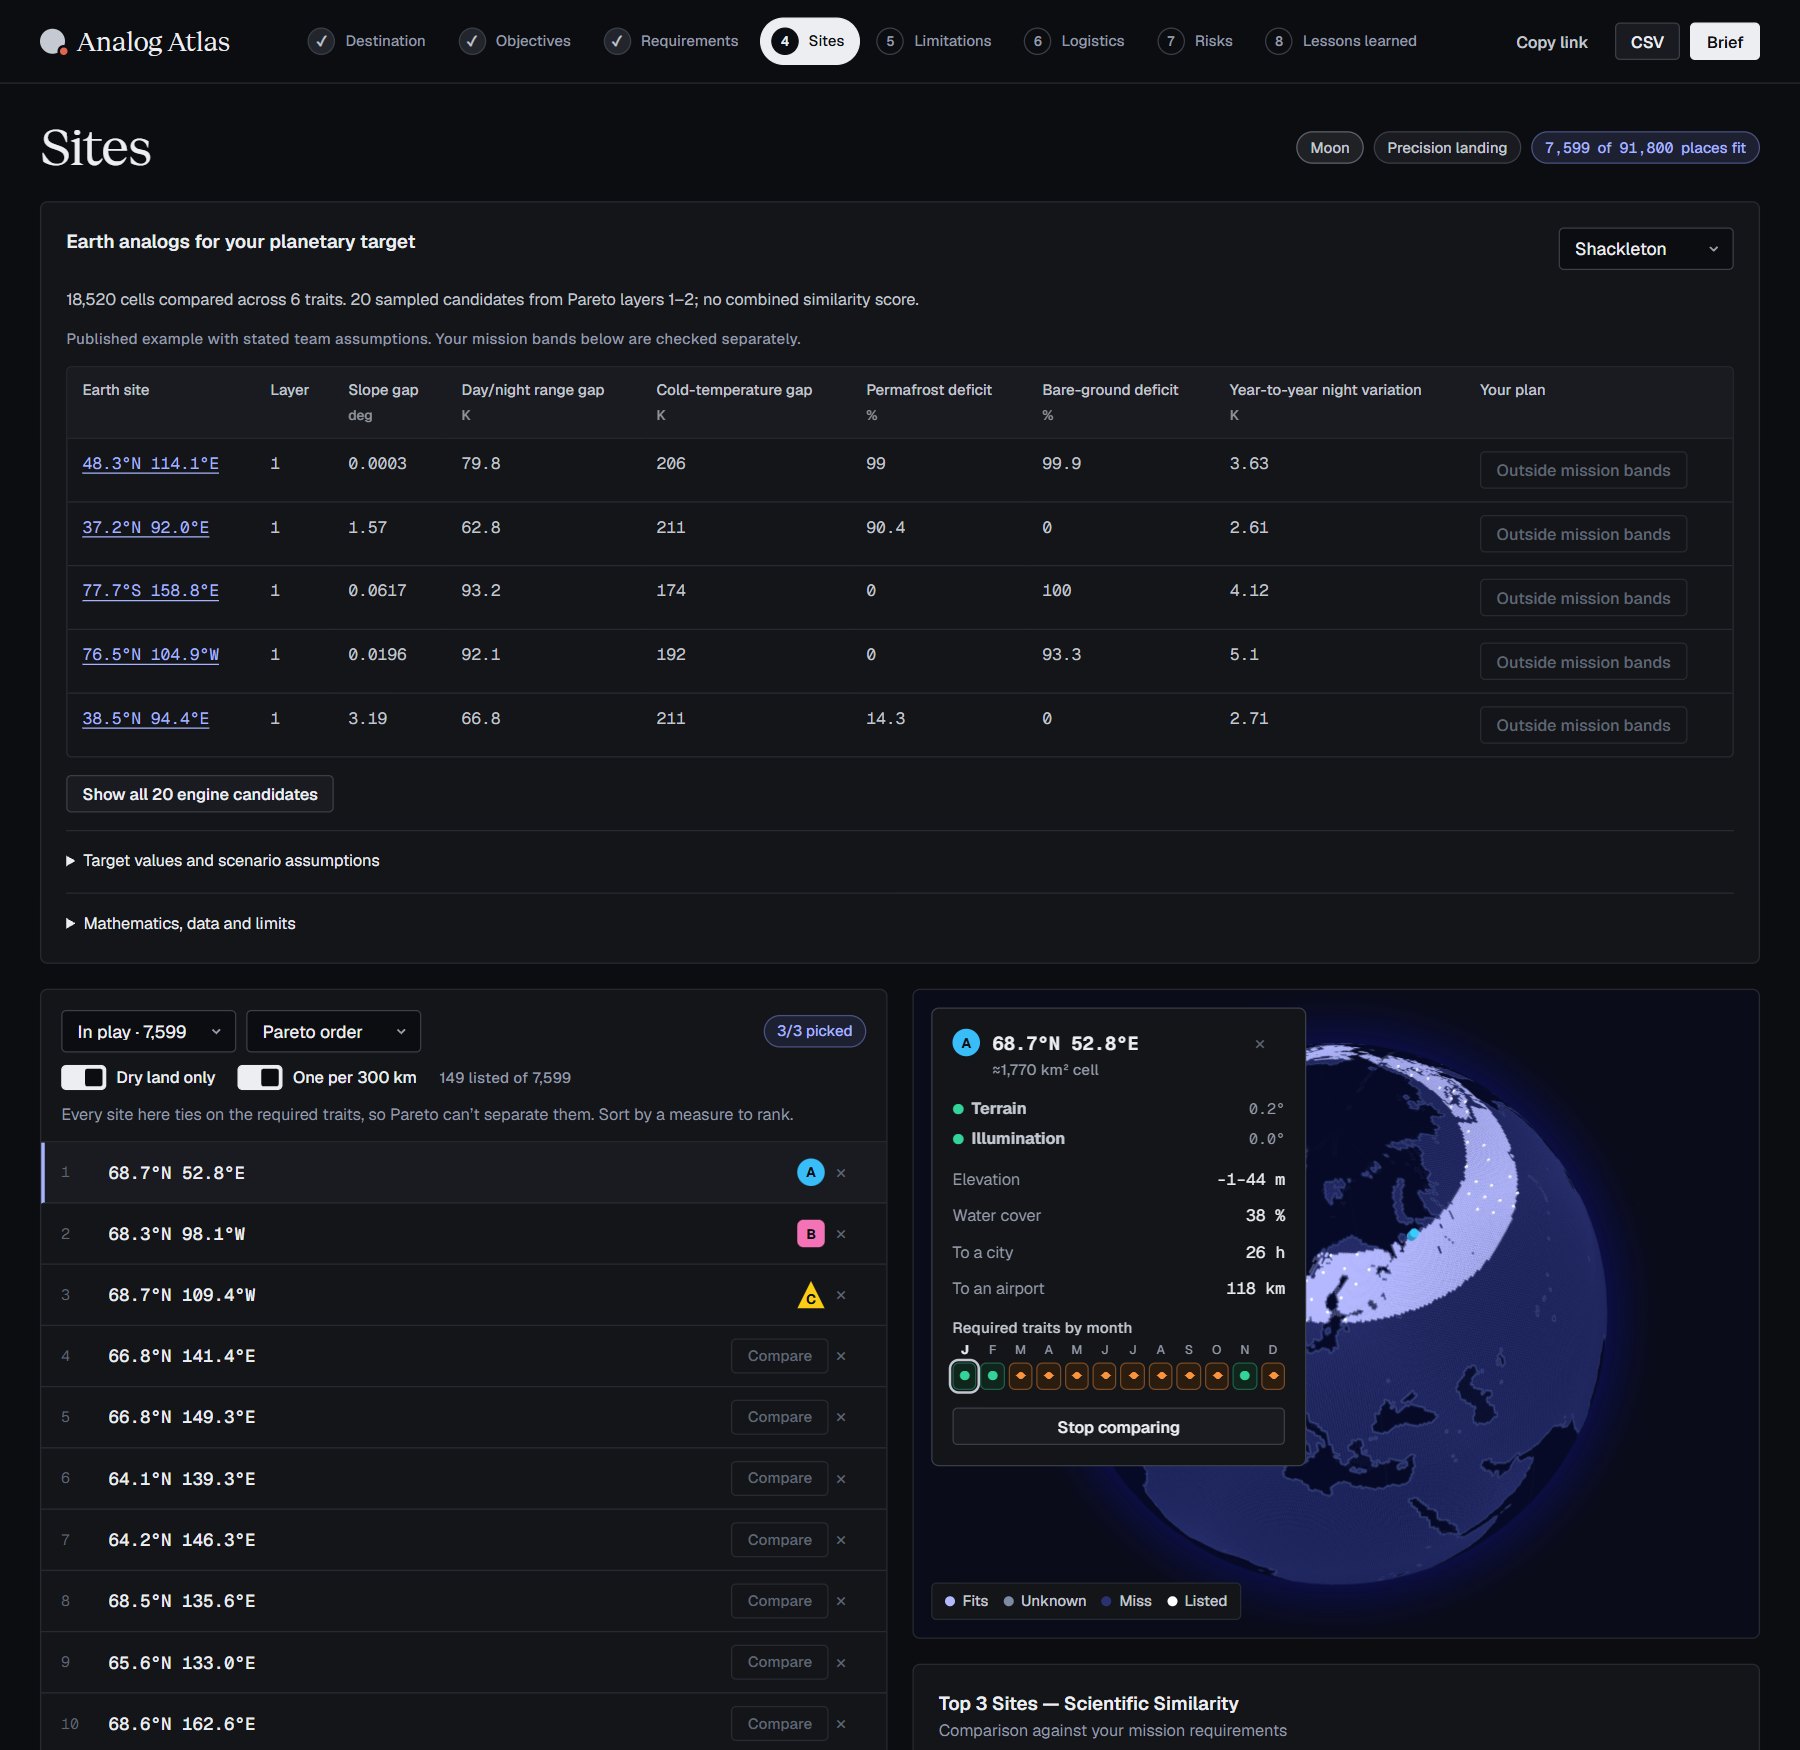 Analog Atlas
✓ Destination ✓ Objectives ✓ Requirements 4 Sites 5 Limitations 6 Logistics 7 Risks 8 Lessons learned Copy link CSV Brief
Sites
Moon Precision landing 7,599 of 91,800 places fit
Earth analogs for your planetary target
Shackleton
18,520 cells compared across 6 traits. 20 sampled candidates from Pareto layers 1–2; no combined similarity score.
Published example with stated team assumptions. Your mission bands below are checked separately.
Earth site Layer Slope gap Day/night range gap Cold-temperature gap Permafrost deficit Bare-ground deficit Year-to-year night variation Your plan
deg K K % % K
48.3°N 114.1°E 1 0.0003 79.8 206 99 99.9 3.63 Outside mission bands
37.2°N 92.0°E 1 1.57 62.8 211 90.4 0 2.61 Outside mission bands
77.7°S 158.8°E 1 0.0617 93.2 174 0 100 4.12 Outside mission bands
76.5°N 104.9°W 1 0.0196 92.1 192 0 93.3 5.1 Outside mission bands
38.5°N 94.4°E 1 3.19 66.8 211 14.3 0 2.71 Outside mission bands
Show all 20 engine candidates
Target values and scenario assumptions
Mathematics, data and limits
In play · 7,599 Pareto order 3/3 picked
Dry land only One per 300 km 149 listed of 7,599
Every site here ties on the required traits, so Pareto can’t separate them. Sort by a measure to rank.
1 68.7°N 52.8°E A ×
2 68.3°N 98.1°W B ×
3 68.7°N 109.4°W C ×
4 66.8°N 141.4°E Compare ×
5 66.8°N 149.3°E Compare ×
6 64.1°N 139.3°E Compare ×
7 64.2°N 146.3°E Compare ×
8 68.5°N 135.6°E Compare ×
9 65.6°N 133.0°E Compare ×
10 68.6°N 162.6°E Compare ×
A 68.7°N 52.8°E ×
≈1,770 km² cell
Terrain 0.2°
Illumination 0.0°
Elevation -1–44 m
Water cover 38 %
To a city 26 h
To an airport 118 km
Required traits by month
J F M A M J J A S O N D
Stop comparing
Fits Unknown Miss Listed
Top 3 Sites — Scientific Similarity
Comparison against your mission requirements